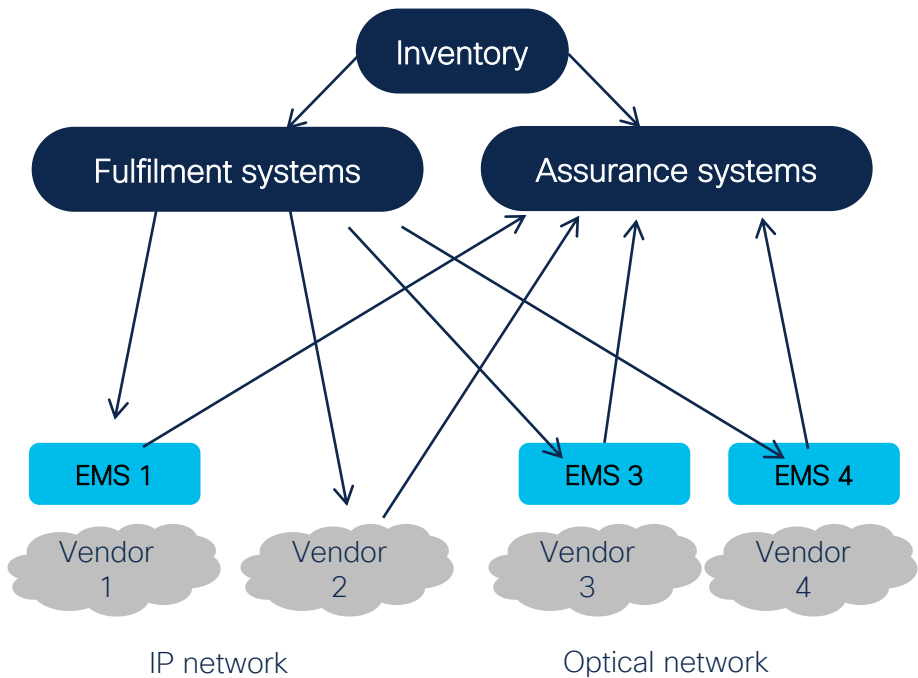 Inventory
Fulfilment systems
Assurance systems
EMS 1
EMS 3
EMS 4
Vendor
1
Vendor
2
Vendor
3
Vendor
4
IP network
Optical network